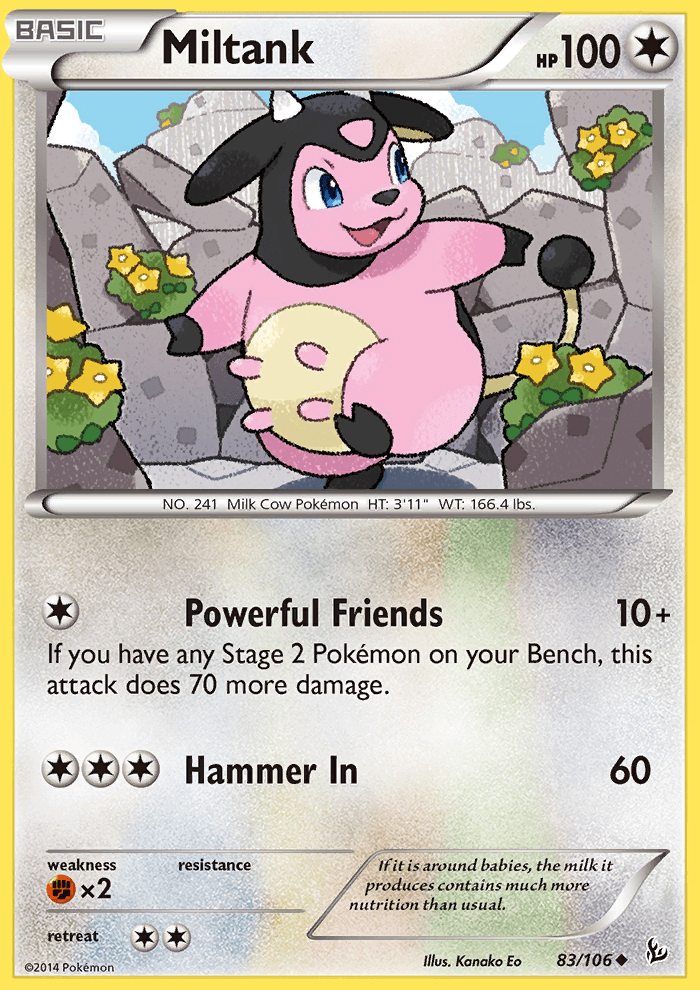 BASIC
Miltank
HP100
NO. 241 Milk Cow Pokémon HT: 3'11" WT: 166.4 lbs.
Powerful Friends 10+
If you have any Stage 2 Pokémon on your Bench, this
attack does 70 more damage.
Hammer In 60
weakness resistance
×2
If it is around babies, the milk it
produces contains much more
nutrition than usual.
retreat
Illus. Kanako Eo 83/106
©2014 Pokémon